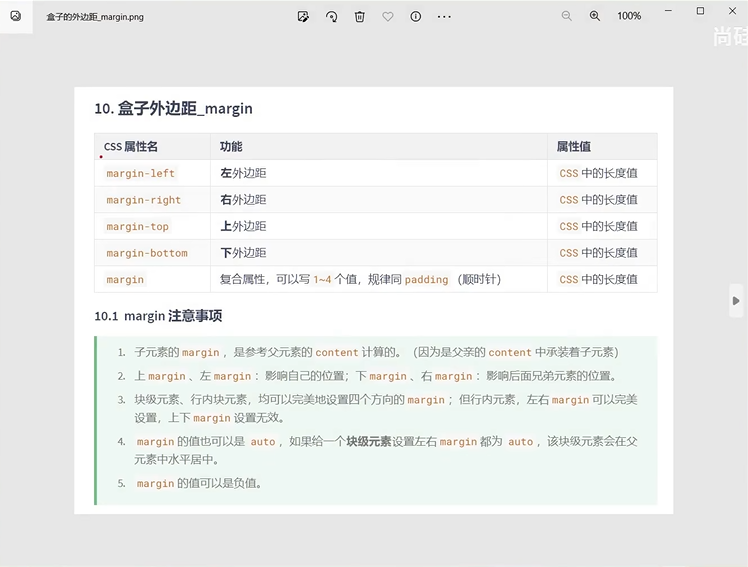 盒子的外边距_margin.png
100%
尚硅
10. 盒子外边距_margin
CSS 属性名 功能 属性值
margin-left 左外边距 CSS 中的长度值
margin-right 右外边距 CSS 中的长度值
margin-top 上外边距 CSS 中的长度值
margin-bottom 下外边距 CSS 中的长度值
margin 复合属性，可以写 1~4 个值，规律同 padding （顺时针） CSS 中的长度值
10.1 margin 注意事项
1. 子元素的 margin ，是参考父元素的 content 计算的。（因为是父亲的 content 中承装着子元素）
2. 上 margin 、左 margin ：影响自己的位置；下 margin 、右 margin ：影响后面兄弟元素的位置。
3. 块级元素、行内块元素，均可以完美地设置四个方向的 margin ；但行内元素，左右 margin 可以完美
设置，上下 margin 设置无效。
4. margin 的值也可以是 auto ，如果给一个块级元素设置左右 margin 都为 auto ，该块级元素会在父
元素中水平居中。
5. margin 的值可以是负值。